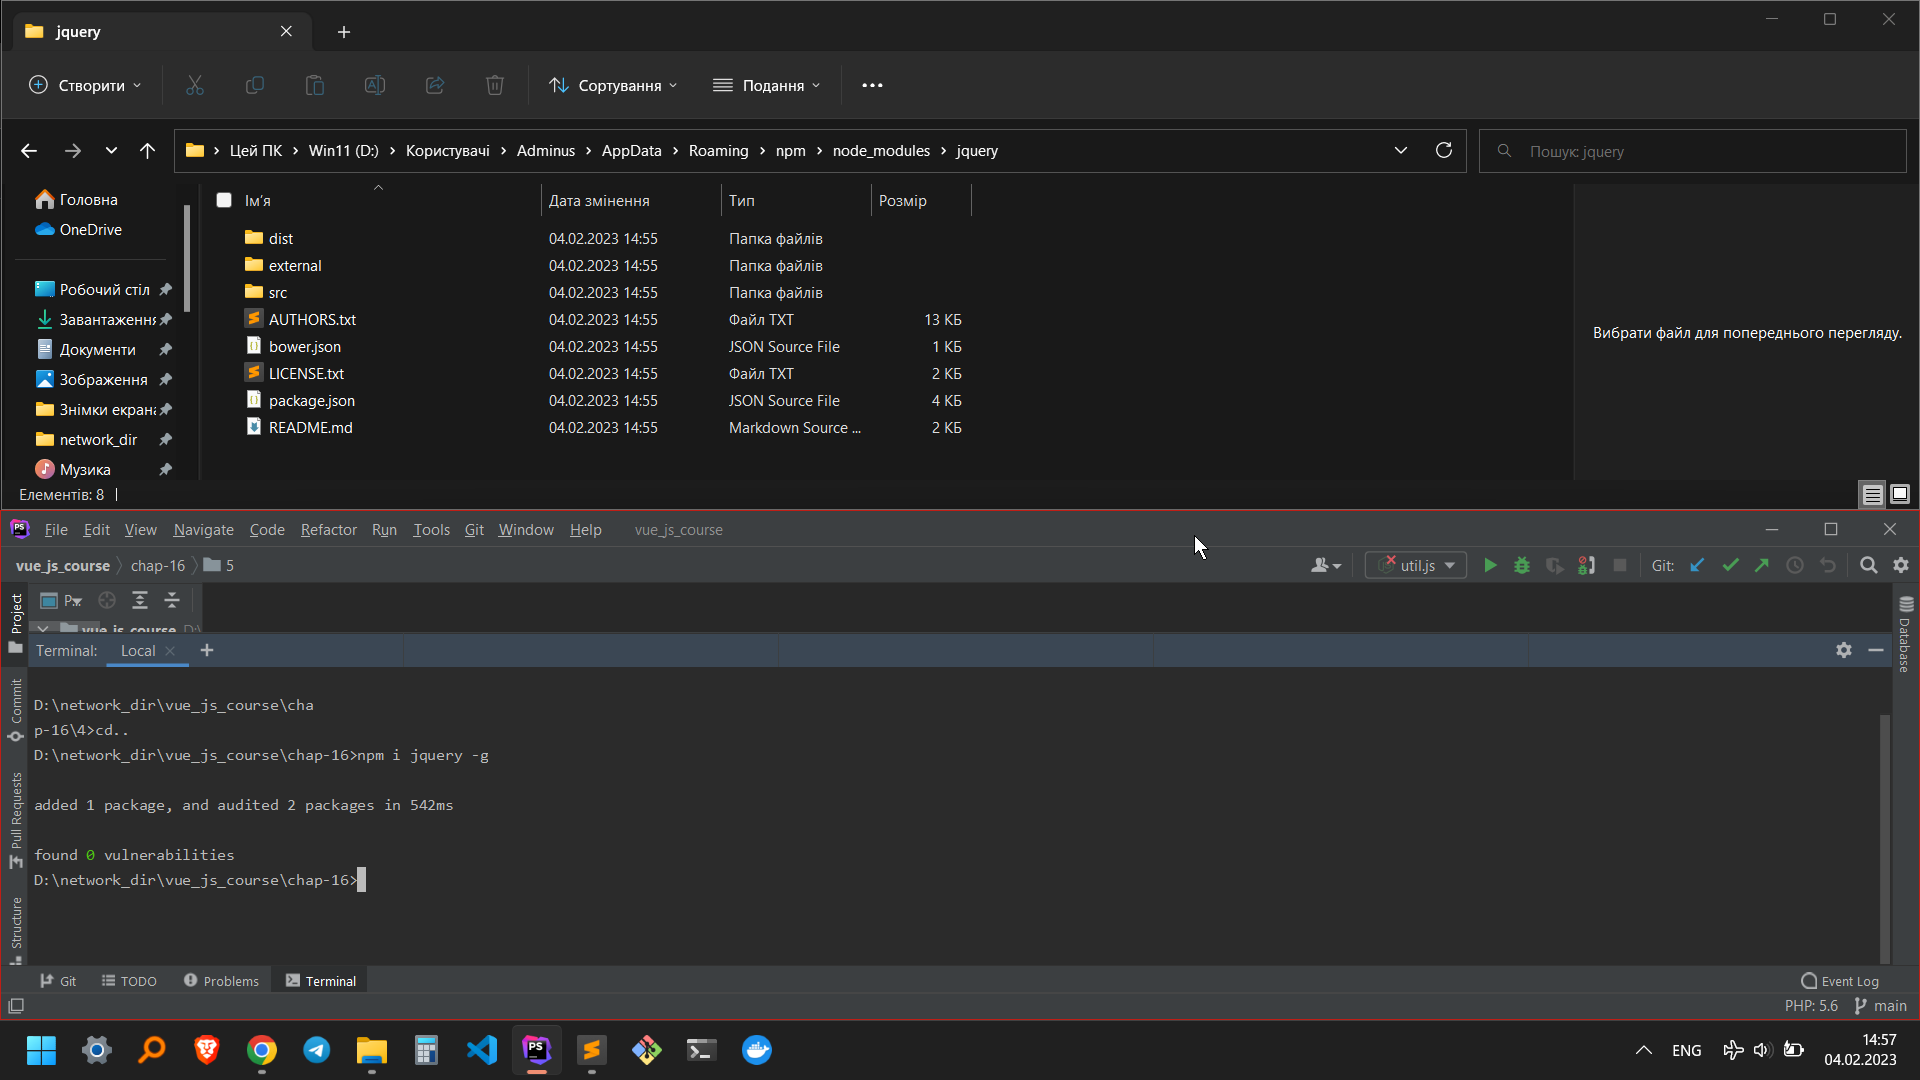 jquery
Створити
Сортування
Подання
Цей ПК
Win11 (D:)
Користувачі
Adminus
AppData
Roaming
npm
node_modules
jquery
Пошук: jquery
Головна
OneDrive
Робочий стіл
Завантаженн
Документи
Зображення
Знімки екран
network_dir
Музика
Ім'я
Дата змінення
Тип
Розмір
dist 04.02.2023 14:55 Папка файлів
external 04.02.2023 14:55 Папка файлів
src 04.02.2023 14:55 Папка файлів
AUTHORS.txt 04.02.2023 14:55 Файл TXT 13 КБ
bower.json 04.02.2023 14:55 JSON Source File 1 КБ
LICENSE.txt 04.02.2023 14:55 Файл TXT 2 КБ
package.json 04.02.2023 14:55 JSON Source File 4 КБ
README.md 04.02.2023 14:55 Markdown Source ... 2 КБ
Вибрати файл для попереднього перегляду.
Елементів: 8
PS File Edit View Navigate Code Refactor Run Tools Git Window Help vue_js_course
vue_js_course chap-16 5
util.js
Git:
Project
P
vue_js_course D:\
Terminal: Local
Database
Commit
Pull Requests
Structure
D:\network_dir\vue_js_course\cha
p-16\4>cd..
D:\network_dir\vue_js_course\chap-16>npm i jquery -g
added 1 package, and audited 2 packages in 542ms
found 0 vulnerabilities
D:\network_dir\vue_js_course\chap-16>
Git TODO Problems Terminal
Event Log
PHP: 5.6 main
PS
ENG
14:57
04.02.2023